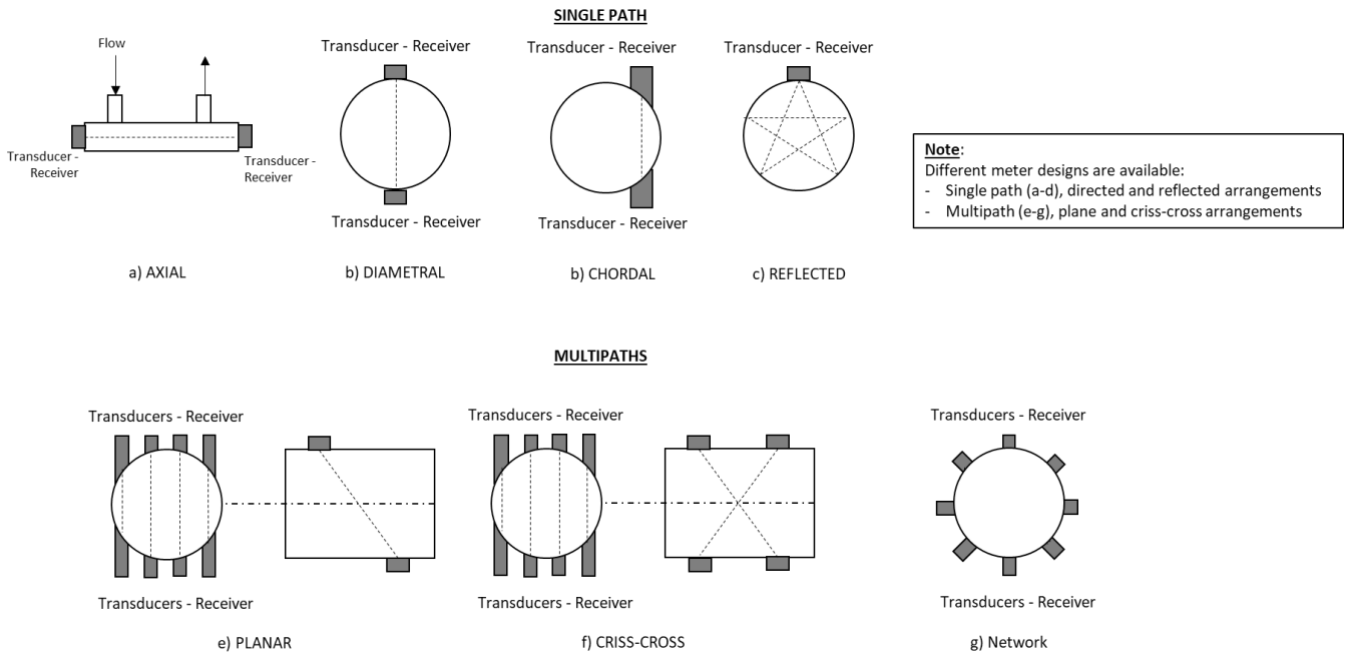 SINGLE PATH
Flow
Transducer - Receiver
Transducer - Receiver
Transducer - Receiver
Transducer -
Receiver
Transducer -
Receiver
Transducer - Receiver
Transducer - Receiver
a) AXIAL
b) DIAMETRAL
b) CHORDAL
c) REFLECTED
Note:
Different meter designs are available:
- Single path (a-d), directed and reflected arrangements
- Multipath (e-g), plane and criss-cross arrangements
MULTIPATHS
Transducers - Receiver
Transducers - Receiver
Transducers - Receiver
Transducers - Receiver
Transducers - Receiver
Transducers - Receiver
e) PLANAR
f) CRISS-CROSS
g) Network